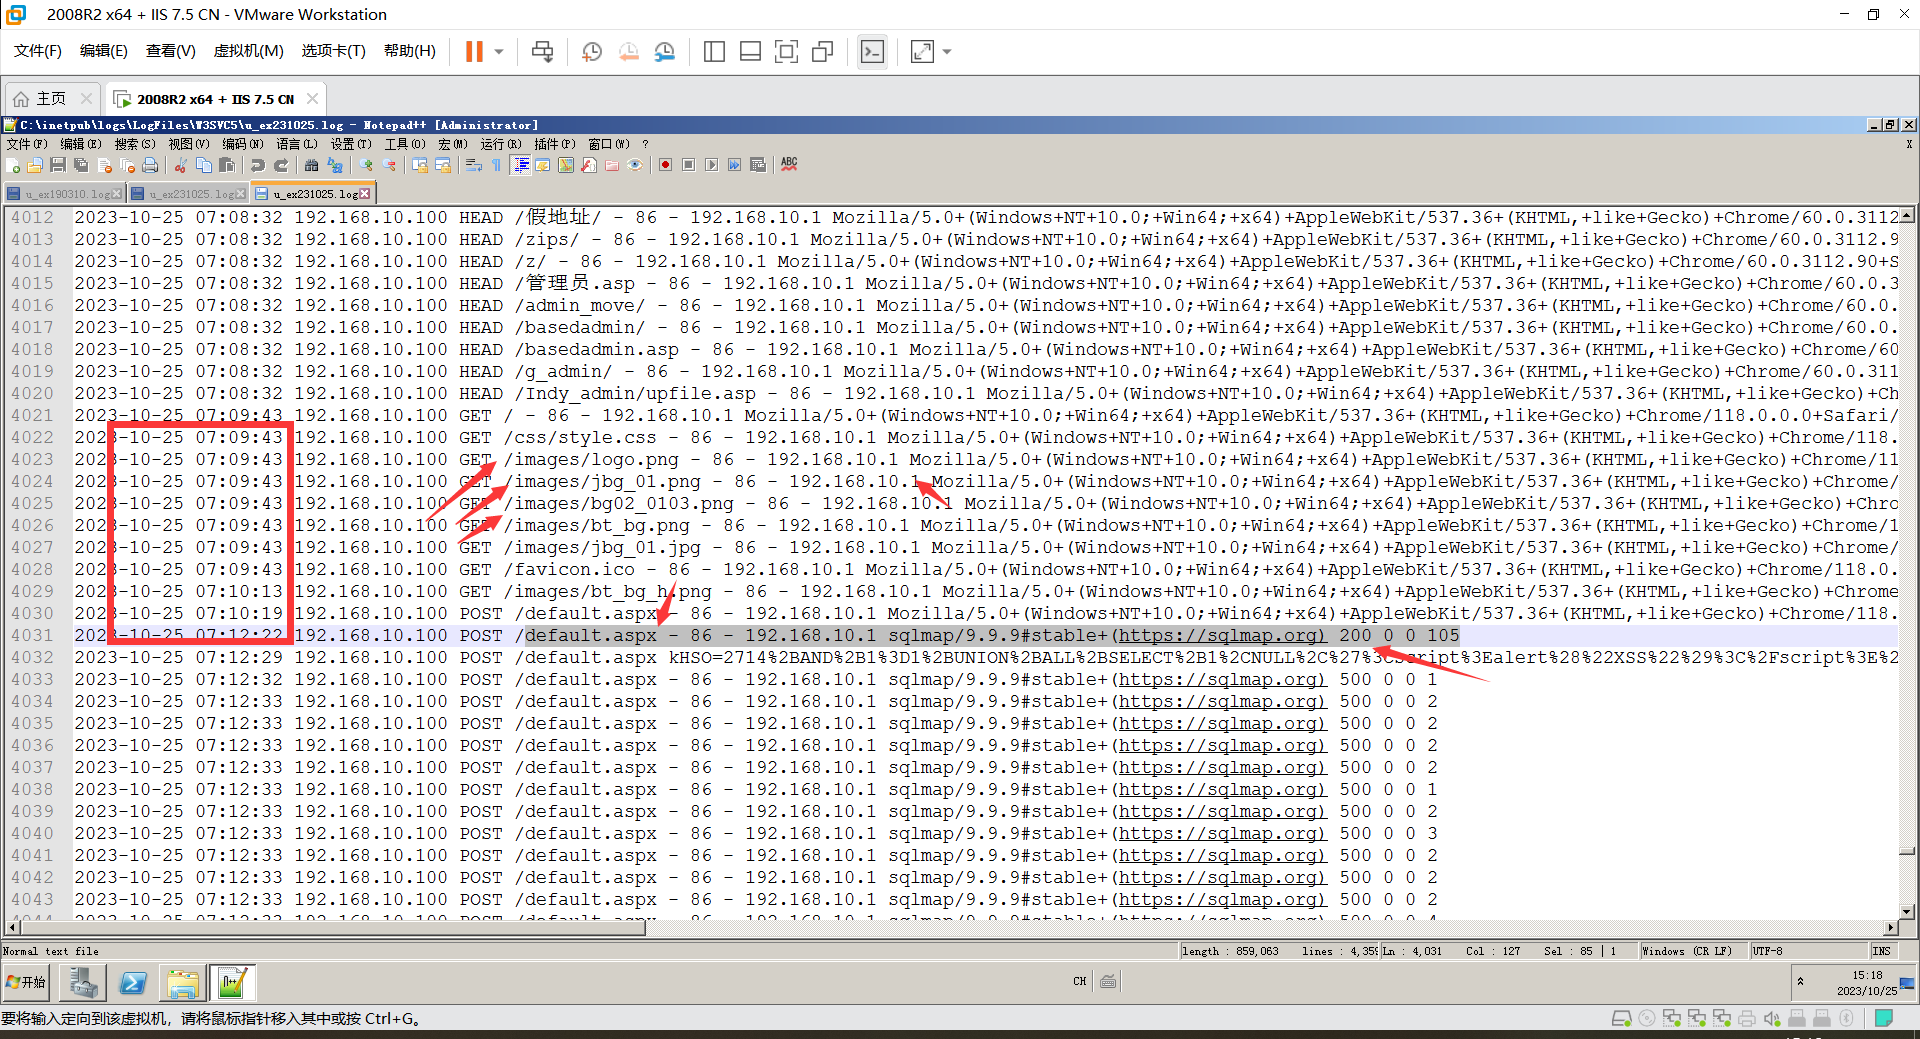 2008R2 x64 + IIS 7.5 CN - VMware Workstation
文件(F) 编辑(E) 查看(V) 虚拟机(M) 选项卡(T) 帮助(H)
主页 2008R2 x64 + IIS 7.5 CN
C:\inetpub\logs\LogFiles\W3SVC5\u_ex231025.log - Notepad++ [Administrator]
文件(F) 编辑(E) 搜索(S) 视图(V) 编码(N) 语言(L) 设置(T) 工具(O) 宏(M) 运行(R) 插件(P) 窗口(W) ? X
u_ex190310.log u_ex231025.log u_ex231025.log
4012 2023-10-25 07:08:32 192.168.10.100 HEAD /假地址/ - 86 - 192.168.10.1 Mozilla/5.0+(Windows+NT+10.0;+Win64;+x64)+AppleWebKit/537.36+(KHTML,+like+Gecko)+Chrome/60.0.3112
4013 2023-10-25 07:08:32 192.168.10.100 HEAD /zips/ - 86 - 192.168.10.1 Mozilla/5.0+(Windows+NT+10.0;+Win64;+x64)+AppleWebKit/537.36+(KHTML,+like+Gecko)+Chrome/60.0.3112.9
4014 2023-10-25 07:08:32 192.168.10.100 HEAD /z/ - 86 - 192.168.10.1 Mozilla/5.0+(Windows+NT+10.0;+Win64;+x64)+AppleWebKit/537.36+(KHTML,+like+Gecko)+Chrome/60.0.3112.90+S
4015 2023-10-25 07:08:32 192.168.10.100 HEAD /管理员.asp - 86 - 192.168.10.1 Mozilla/5.0+(Windows+NT+10.0;+Win64;+x64)+AppleWebKit/537.36+(KHTML,+like+Gecko)+Chrome/60.0.3
4016 2023-10-25 07:08:32 192.168.10.100 HEAD /admin_move/ - 86 - 192.168.10.1 Mozilla/5.0+(Windows+NT+10.0;+Win64;+x64)+AppleWebKit/537.36+(KHTML,+like+Gecko)+Chrome/60.0.
4017 2023-10-25 07:08:32 192.168.10.100 HEAD /basedadmin/ - 86 - 192.168.10.1 Mozilla/5.0+(Windows+NT+10.0;+Win64;+x64)+AppleWebKit/537.36+(KHTML,+like+Gecko)+Chrome/60.0.
4018 2023-10-25 07:08:32 192.168.10.100 HEAD /basedadmin.asp - 86 - 192.168.10.1 Mozilla/5.0+(Windows+NT+10.0;+Win64;+x64)+AppleWebKit/537.36+(KHTML,+like+Gecko)+Chrome/60
4019 2023-10-25 07:08:32 192.168.10.100 HEAD /g_admin/ - 86 - 192.168.10.1 Mozilla/5.0+(Windows+NT+10.0;+Win64;+x64)+AppleWebKit/537.36+(KHTML,+like+Gecko)+Chrome/60.0.311
4020 2023-10-25 07:08:32 192.168.10.100 HEAD /Indy_admin/upfile.asp - 86 - 192.168.10.1 Mozilla/5.0+(Windows+NT+10.0;+Win64;+x64)+AppleWebKit/537.36+(KHTML,+like+Gecko)+Ch
4021 2023-10-25 07:09:43 192.168.10.100 GET / - 86 - 192.168.10.1 Mozilla/5.0+(Windows+NT+10.0;+Win64;+x64)+AppleWebKit/537.36+(KHTML,+like+Gecko)+Chrome/118.0.0.0+Safari/
4022 2023-10-25 07:09:43 192.168.10.100 GET /css/style.css - 86 - 192.168.10.1 Mozilla/5.0+(Windows+NT+10.0;+Win64;+x64)+AppleWebKit/537.36+(KHTML,+like+Gecko)+Chrome/118.
4023 2023-10-25 07:09:43 192.168.10.100 GET /images/logo.png - 86 - 192.168.10.1 Mozilla/5.0+(Windows+NT+10.0;+Win64;+x64)+AppleWebKit/537.36+(KHTML,+like+Gecko)+Chrome/11
4024 2023-10-25 07:09:43 192.168.10.100 GET /images/jbg_01.png - 86 - 192.168.10.1 Mozilla/5.0+(Windows+NT+10.0;+Win64;+x64)+AppleWebKit/537.36+(KHTML,+like+Gecko)+Chrome/
4025 2023-10-25 07:09:43 192.168.10.100 GET /images/bg02_0103.png - 86 - 192.168.10.1 Mozilla/5.0+(Windows+NT+10.0;+Win64;+x64)+AppleWebKit/537.36+(KHTML,+like+Gecko)+Chro
4026 2023-10-25 07:09:43 192.168.10.100 GET /images/bt_bg.png - 86 - 192.168.10.1 Mozilla/5.0+(Windows+NT+10.0;+Win64;+x64)+AppleWebKit/537.36+(KHTML,+like+Gecko)+Chrome/1
4027 2023-10-25 07:09:43 192.168.10.100 GET /images/jbg_01.jpg - 86 - 192.168.10.1 Mozilla/5.0+(Windows+NT+10.0;+Win64;+x64)+AppleWebKit/537.36+(KHTML,+like+Gecko)+Chrome/
4028 2023-10-25 07:09:43 192.168.10.100 GET /favicon.ico - 86 - 192.168.10.1 Mozilla/5.0+(Windows+NT+10.0;+Win64;+x64)+AppleWebKit/537.36+(KHTML,+like+Gecko)+Chrome/118.0.
4029 2023-10-25 07:10:13 192.168.10.100 GET /images/bt_bg_h.png - 86 - 192.168.10.1 Mozilla/5.0+(Windows+NT+10.0;+Win64;+x64)+AppleWebKit/537.36+(KHTML,+like+Gecko)+Chrome
4030 2023-10-25 07:10:19 192.168.10.100 POST /default.aspx - 86 - 192.168.10.1 Mozilla/5.0+(Windows+NT+10.0;+Win64;+x64)+AppleWebKit/537.36+(KHTML,+like+Gecko)+Chrome/118.
4031 2023-10-25 07:12:22 192.168.10.100 POST /default.aspx - 86 - 192.168.10.1 sqlmap/9.9.9#stable+(https://sqlmap.org) 200 0 0 105
4032 2023-10-25 07:12:29 192.168.10.100 POST /default.aspx kHSO=2714%2BAND%2B1%3D1%2BUNION%2BALL%2BSELECT%2B1%2CNULL%2C%27%3Cscript%3Ealert%28%22XSS%22%29%3C%2Fscript%3E%2
4033 2023-10-25 07:12:32 192.168.10.100 POST /default.aspx - 86 - 192.168.10.1 sqlmap/9.9.9#stable+(https://sqlmap.org) 500 0 0 1
4034 2023-10-25 07:12:33 192.168.10.100 POST /default.aspx - 86 - 192.168.10.1 sqlmap/9.9.9#stable+(https://sqlmap.org) 500 0 0 2
4035 2023-10-25 07:12:33 192.168.10.100 POST /default.aspx - 86 - 192.168.10.1 sqlmap/9.9.9#stable+(https://sqlmap.org) 500 0 0 2
4036 2023-10-25 07:12:33 192.168.10.100 POST /default.aspx - 86 - 192.168.10.1 sqlmap/9.9.9#stable+(https://sqlmap.org) 500 0 0 2
4037 2023-10-25 07:12:33 192.168.10.100 POST /default.aspx - 86 - 192.168.10.1 sqlmap/9.9.9#stable+(https://sqlmap.org) 500 0 0 2
4038 2023-10-25 07:12:33 192.168.10.100 POST /default.aspx - 86 - 192.168.10.1 sqlmap/9.9.9#stable+(https://sqlmap.org) 500 0 0 1
4039 2023-10-25 07:12:33 192.168.10.100 POST /default.aspx - 86 - 192.168.10.1 sqlmap/9.9.9#stable+(https://sqlmap.org) 500 0 0 2
4040 2023-10-25 07:12:33 192.168.10.100 POST /default.aspx - 86 - 192.168.10.1 sqlmap/9.9.9#stable+(https://sqlmap.org) 500 0 0 3
4041 2023-10-25 07:12:33 192.168.10.100 POST /default.aspx - 86 - 192.168.10.1 sqlmap/9.9.9#stable+(https://sqlmap.org) 500 0 0 2
4042 2023-10-25 07:12:33 192.168.10.100 POST /default.aspx - 86 - 192.168.10.1 sqlmap/9.9.9#stable+(https://sqlmap.org) 500 0 0 2
4043 2023-10-25 07:12:33 192.168.10.100 POST /default.aspx - 86 - 192.168.10.1 sqlmap/9.9.9#stable+(https://sqlmap.org) 500 0 0 2
4044 2023-10-25 07:12:33 192.168.10.100 POST /default.aspx - 86 - 192.168.10.1 sqlmap/9.9.9#stable+(https://sqlmap.org) 500 0 0 4
Normal text file length : 859,063 lines : 4,359 Ln : 4,031 Col : 127 Sel : 85 | 1 Windows (CR LF) UTF-8 INS
开始 CH 15:18
2023/10/25
要将输入定向到该虚拟机，请将鼠标指针移入其中或按 Ctrl+G。